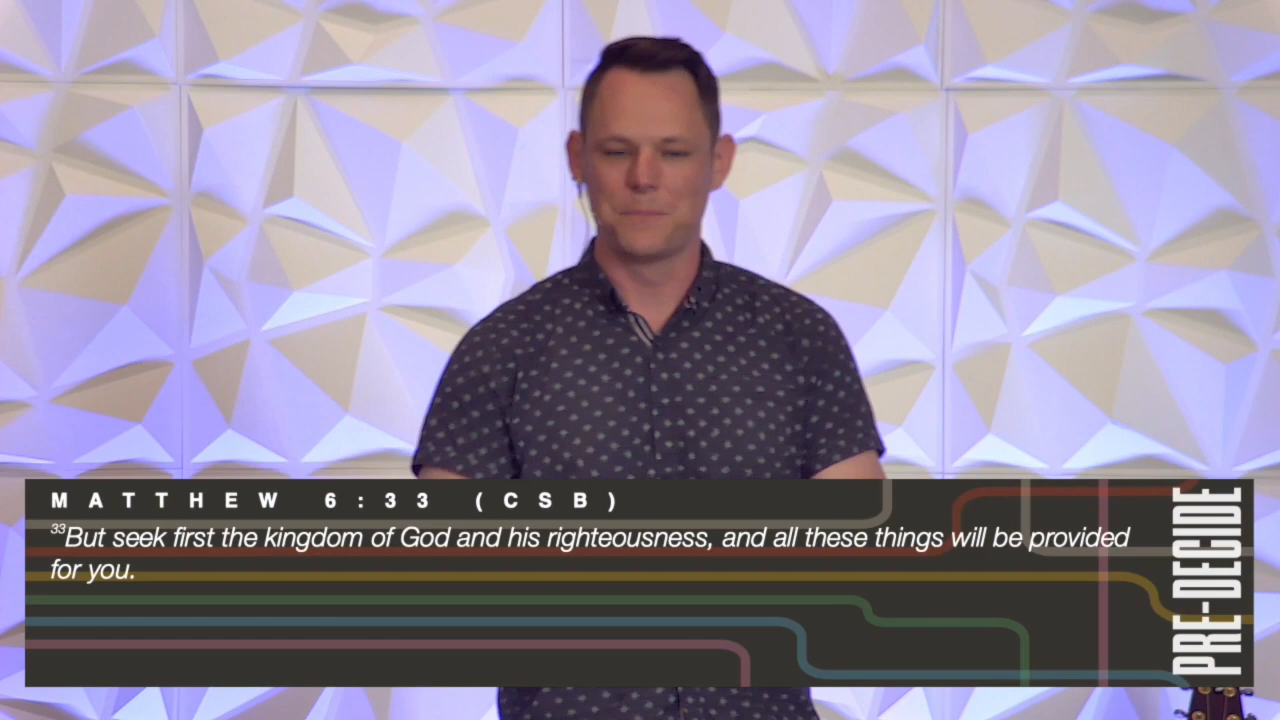 MATTHEW 6:33 (CSB)
33But seek first the kingdom of God and his righteousness, and all these things will be provided
for you.
PRE-DECIDE